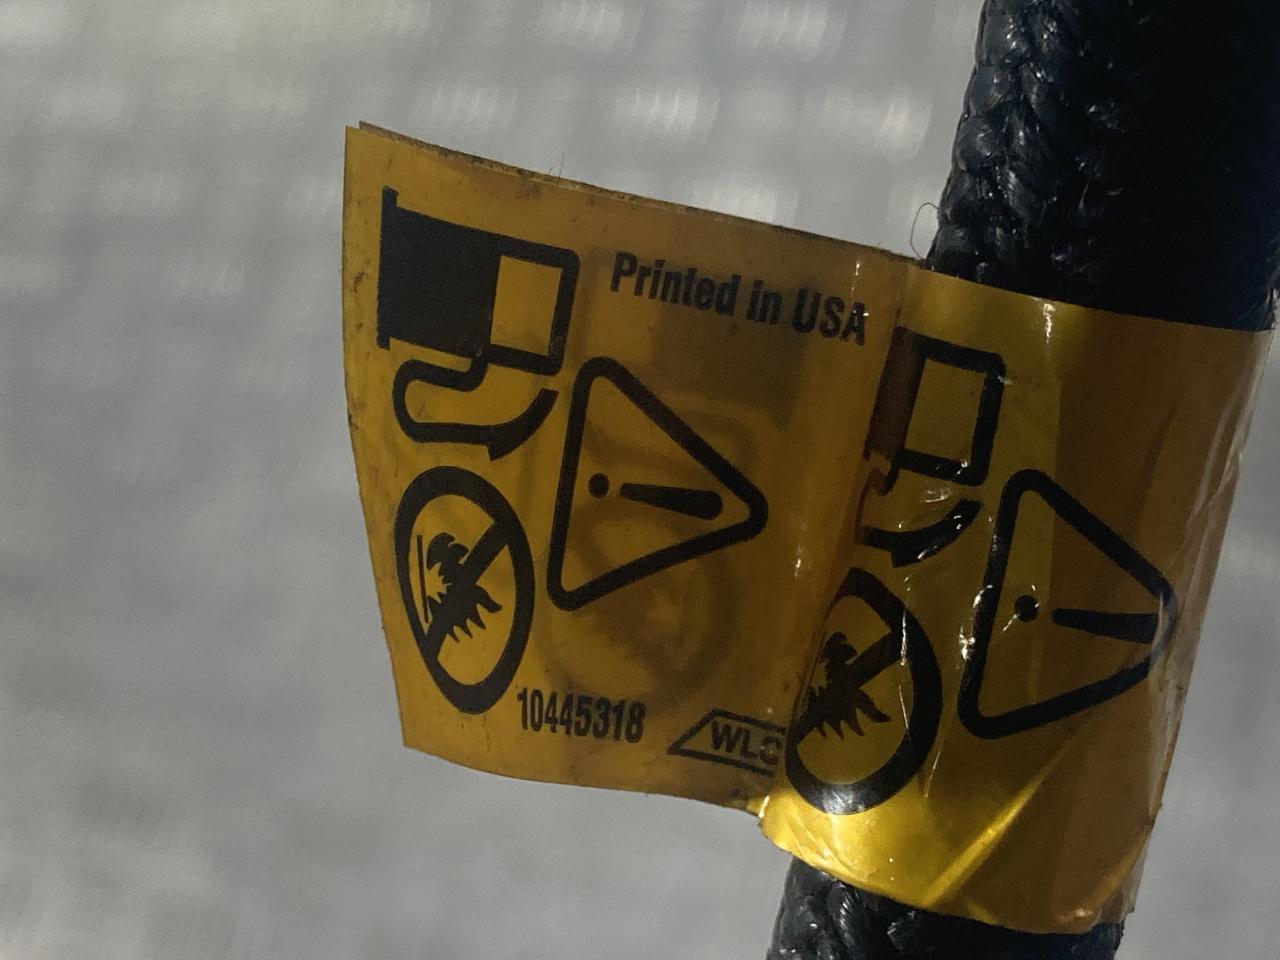 Printed in USA
10445318
WLC